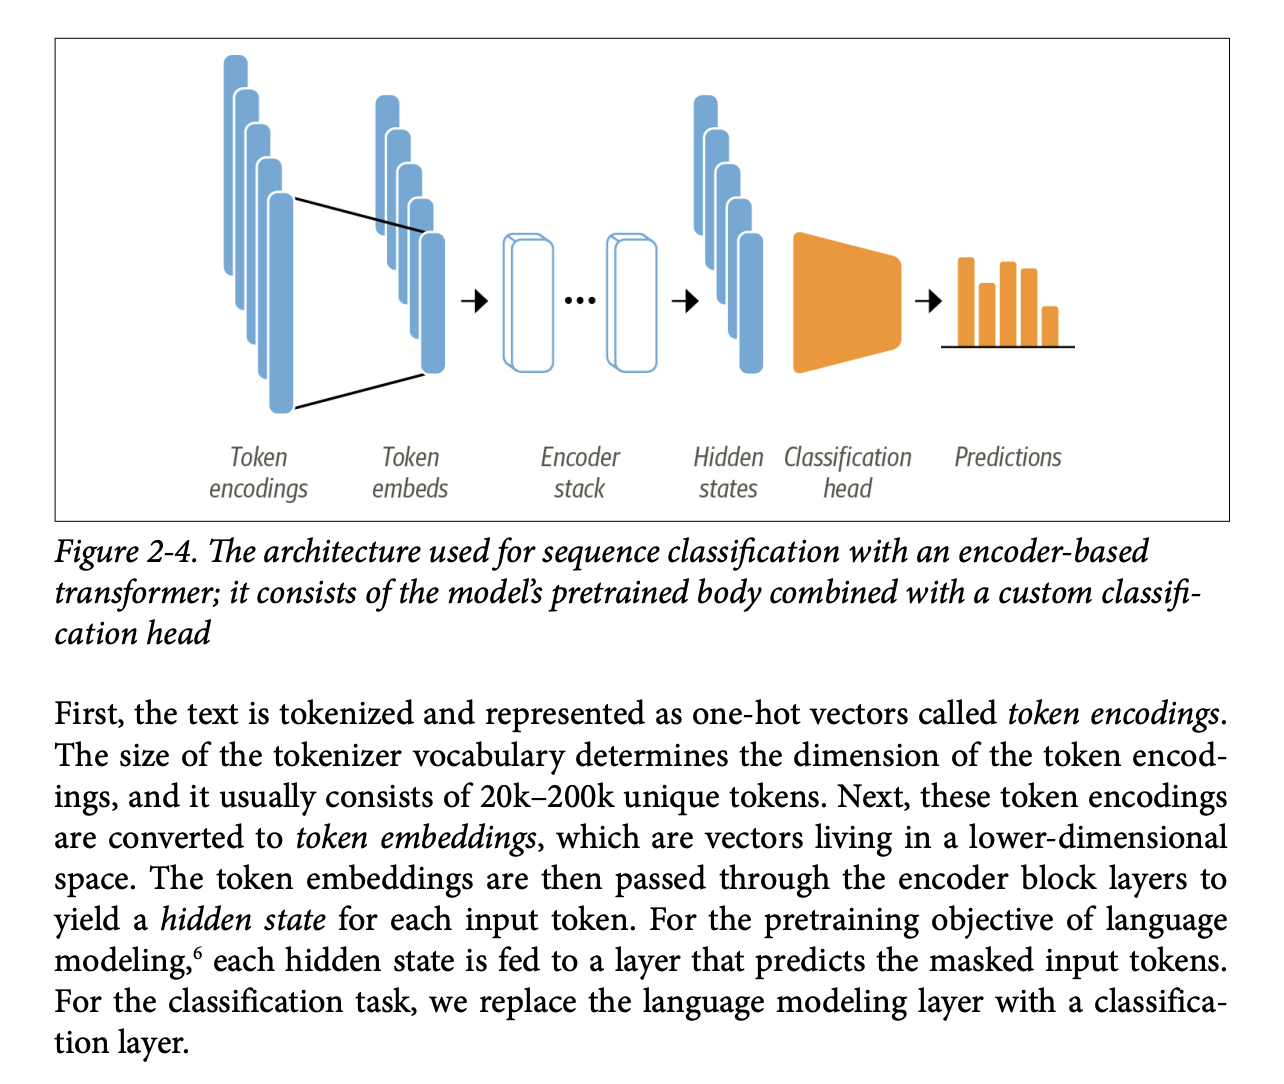 Token encodings
Token embeds
Encoder stack
Hidden states
Classification head
Predictions
Figure 2-4. The architecture used for sequence classification with an encoder-based
transformer; it consists of the model’s pretrained body combined with a custom classifi-
cation head
First, the text is tokenized and represented as one-hot vectors called token encodings.
The size of the tokenizer vocabulary determines the dimension of the token encod-
ings, and it usually consists of 20k–200k unique tokens. Next, these token encodings
are converted to token embeddings, which are vectors living in a lower-dimensional
space. The token embeddings are then passed through the encoder block layers to
yield a hidden state for each input token. For the pretraining objective of language
modeling,⁶ each hidden state is fed to a layer that predicts the masked input tokens.
For the classification task, we replace the language modeling layer with a classifica-
tion layer.